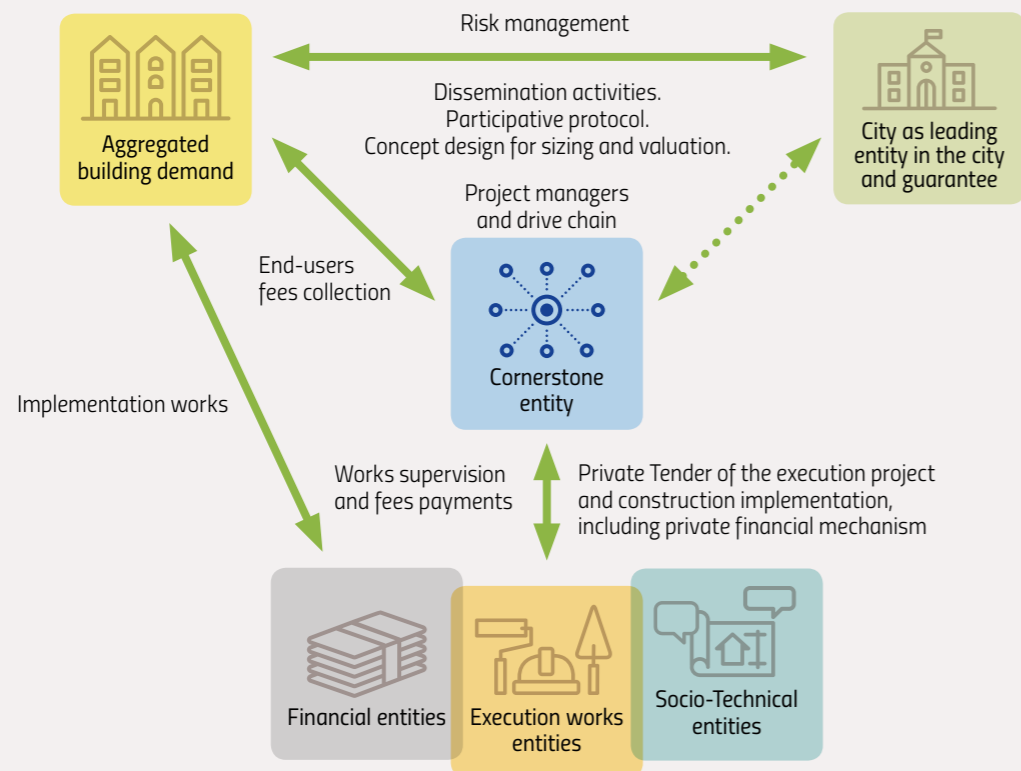 Risk management
Aggregated
building demand
Dissemination activities.
Participative protocol.
Concept design for sizing and valuation.
City as leading
entity in the city
and guarantee
Project managers
and drive chain
End-users
fees collection
Cornerstone
entity
Implementation works
Works supervision
and fees payments
Private Tender of the execution project
and construction implementation,
including private financial mechanism
Financial entities
Execution works
entities
Socio-Technical
entities